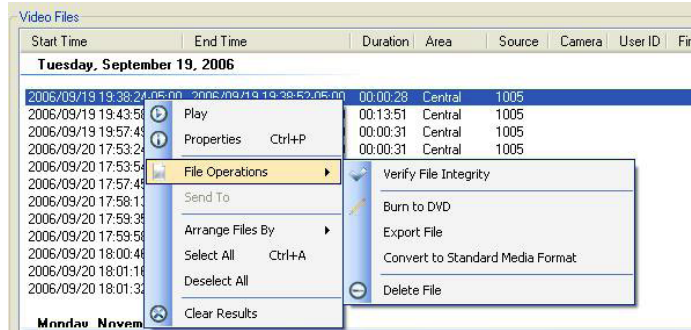 Video Files
Start Time End Time Duration Area Source Camera User ID
Tuesday, September 19, 2006
2006/09/19 19:38:24-05:00 2006/09/19 19:38:52-05:00 00:00:28 Central 1005
2006/09/19 19:43:5 Play 00:13:51 Central 1005
2006/09/19 19:57:4 Properties Ctrl+P 00:00:31 Central 1005
2006/09/20 17:53:2 00:00:31 Central 1005
2006/09/20 17:53:5 File Operations Verify File Integrity
2006/09/20 17:57:4 Send To
2006/09/20 17:58:1 Burn to DVD
2006/09/20 17:59:3 Arrange Files By Export File
2006/09/20 17:59:5
2006/09/20 18:00:4 Select All Ctrl+A Convert to Standard Media Format
2006/09/20 18:01:1 Deselect All
2006/09/20 18:01:3 Delete File
Clear Results
Monday, Novem